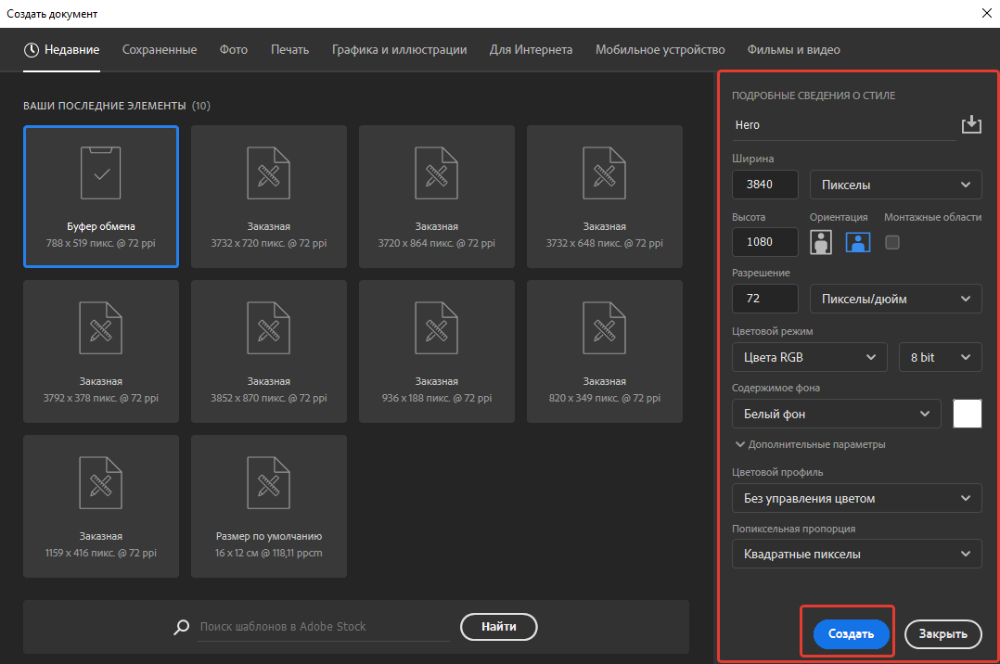 Создать документ
Недавние Сохраненные Фото Печать Графика и иллюстрации Для Интернета Мобильное устройство Фильмы и видео
ВАШИ ПОСЛЕДНИЕ ЭЛЕМЕНТЫ (10)
Буфер обмена
788 x 519 пикс. @ 72 ppi
Заказная
3732 x 720 пикс. @ 72 ppi
Заказная
3720 x 864 пикс. @ 72 ppi
Заказная
3732 x 648 пикс. @ 72 ppi
Заказная
3792 x 378 пикс. @ 72 ppi
Заказная
3852 x 870 пикс. @ 72 ppi
Заказная
936 x 188 пикс. @ 72 ppi
Заказная
820 x 349 пикс. @ 72 ppi
Заказная
1159 x 416 пикс. @ 72 ppi
Размер по умолчанию
16 x 12 см @ 118,11 ppcm
Поиск шаблонов в Adobe Stock
Найти
ПОДРОБНЫЕ СВЕДЕНИЯ О СТИЛЕ
Hero
Ширина
3840 Пикселы
Высота Ориентация Монтажные области
1080
Разрешение
72 Пикселы/дюйм
Цветовой режим
Цвета RGB 8 bit
Содержимое фона
Белый фон
Дополнительные параметры
Цветовой профиль
Без управления цветом
Попиксельная пропорция
Квадратные пикселы
Создать Закрыть